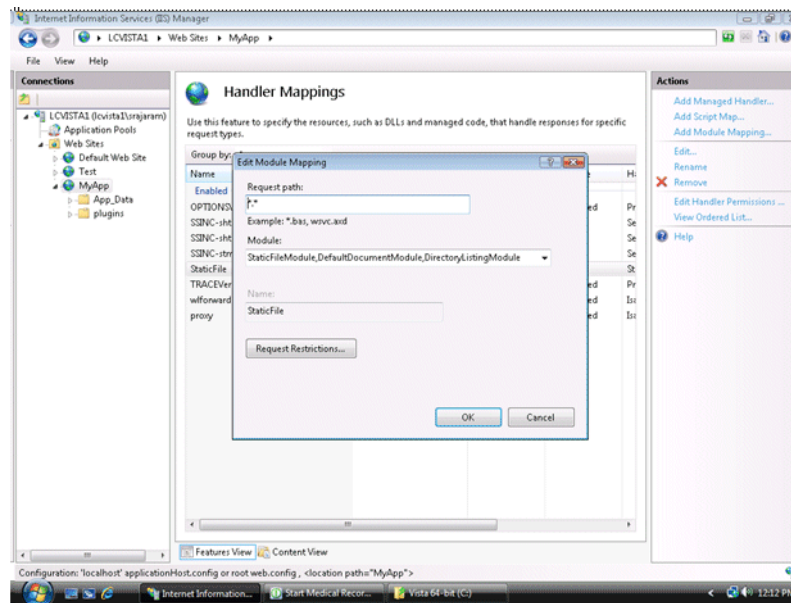 Internet Information Services (IIS) Manager
LCVISTA1 Web Sites MyApp
File View Help
Connections
LCVISTA1 (lcvista1\srajaram)
Application Pools
Web Sites
Default Web Site
Test
MyApp
App_Data
plugins
Handler Mappings
Use this feature to specify the resources, such as DLLs and managed code, that handle responses for specific
request types.
Group by:
Name
Enabled
OPTIONSV
SSINC-sht
SSINC-sht
SSINC-strr
StaticFile
TRACEVer
wlforward
proxy
Edit Module Mapping
Request path:
*.*
Example: *.bas, wsvc.axd
Module:
StaticFileModule,DefaultDocumentModule,DirectoryListingModule
Name:
StaticFile
Request Restrictions...
OK Cancel
Features View Content View
Actions
Add Managed Handler...
Add Script Map...
Add Module Mapping...
Edit...
Rename
Remove
Edit Handler Permissions ...
View Ordered List...
Help
Configuration: 'localhost' applicationHost.config or root web.config , <location path="MyApp">
Internet Information... Start Medical Recor... Vista 64-bit (C:) 12:12 PM